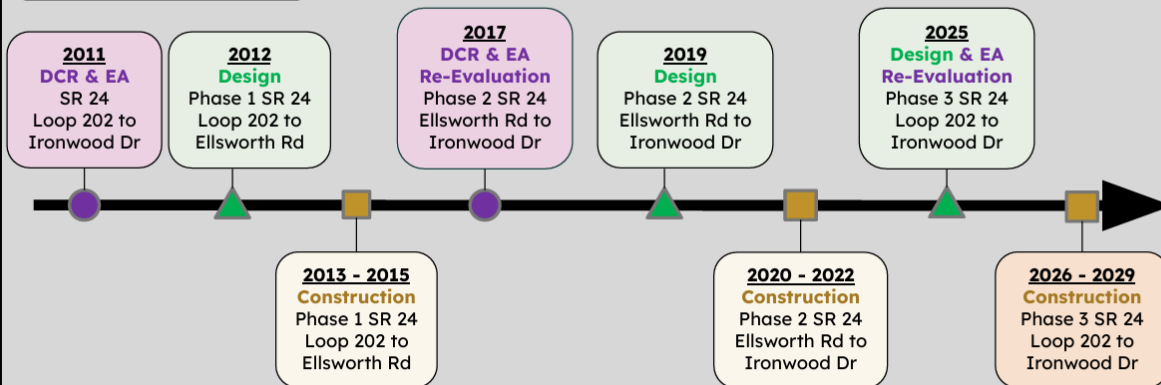 2011
DCR & EA
SR 24
Loop 202 to
Ironwood Dr
2012
Design
Phase 1 SR 24
Loop 202 to
Ellsworth Rd
2013 - 2015
Construction
Phase 1 SR 24
Loop 202 to
Ellsworth Rd
2017
DCR & EA
Re-Evaluation
Phase 2 SR 24
Ellsworth Rd to
Ironwood Dr
2019
Design
Phase 2 SR 24
Ellsworth Rd to
Ironwood Dr
2020 - 2022
Construction
Phase 2 SR 24
Ellsworth Rd to
Ironwood Dr
2025
Design & EA
Re-Evaluation
Phase 3 SR 24
Loop 202 to
Ironwood Dr
2026 - 2029
Construction
Phase 3 SR 24
Loop 202 to
Ironwood Dr